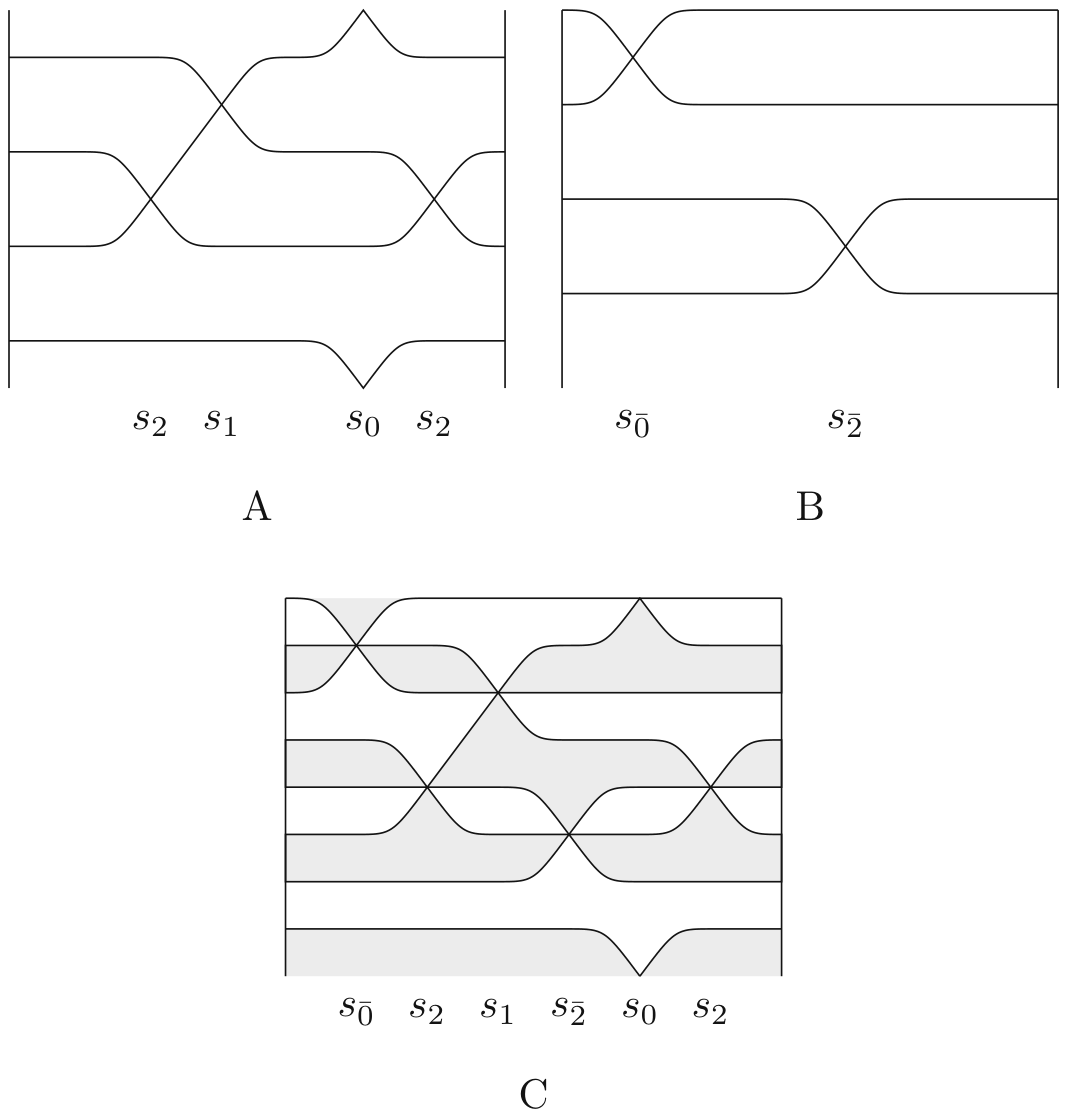 s₂ s₁ s₀ s₂
s₀̄ s₂̄
A
B
s₀̄ s₂ s₁ s₂̄ s₀ s₂
C